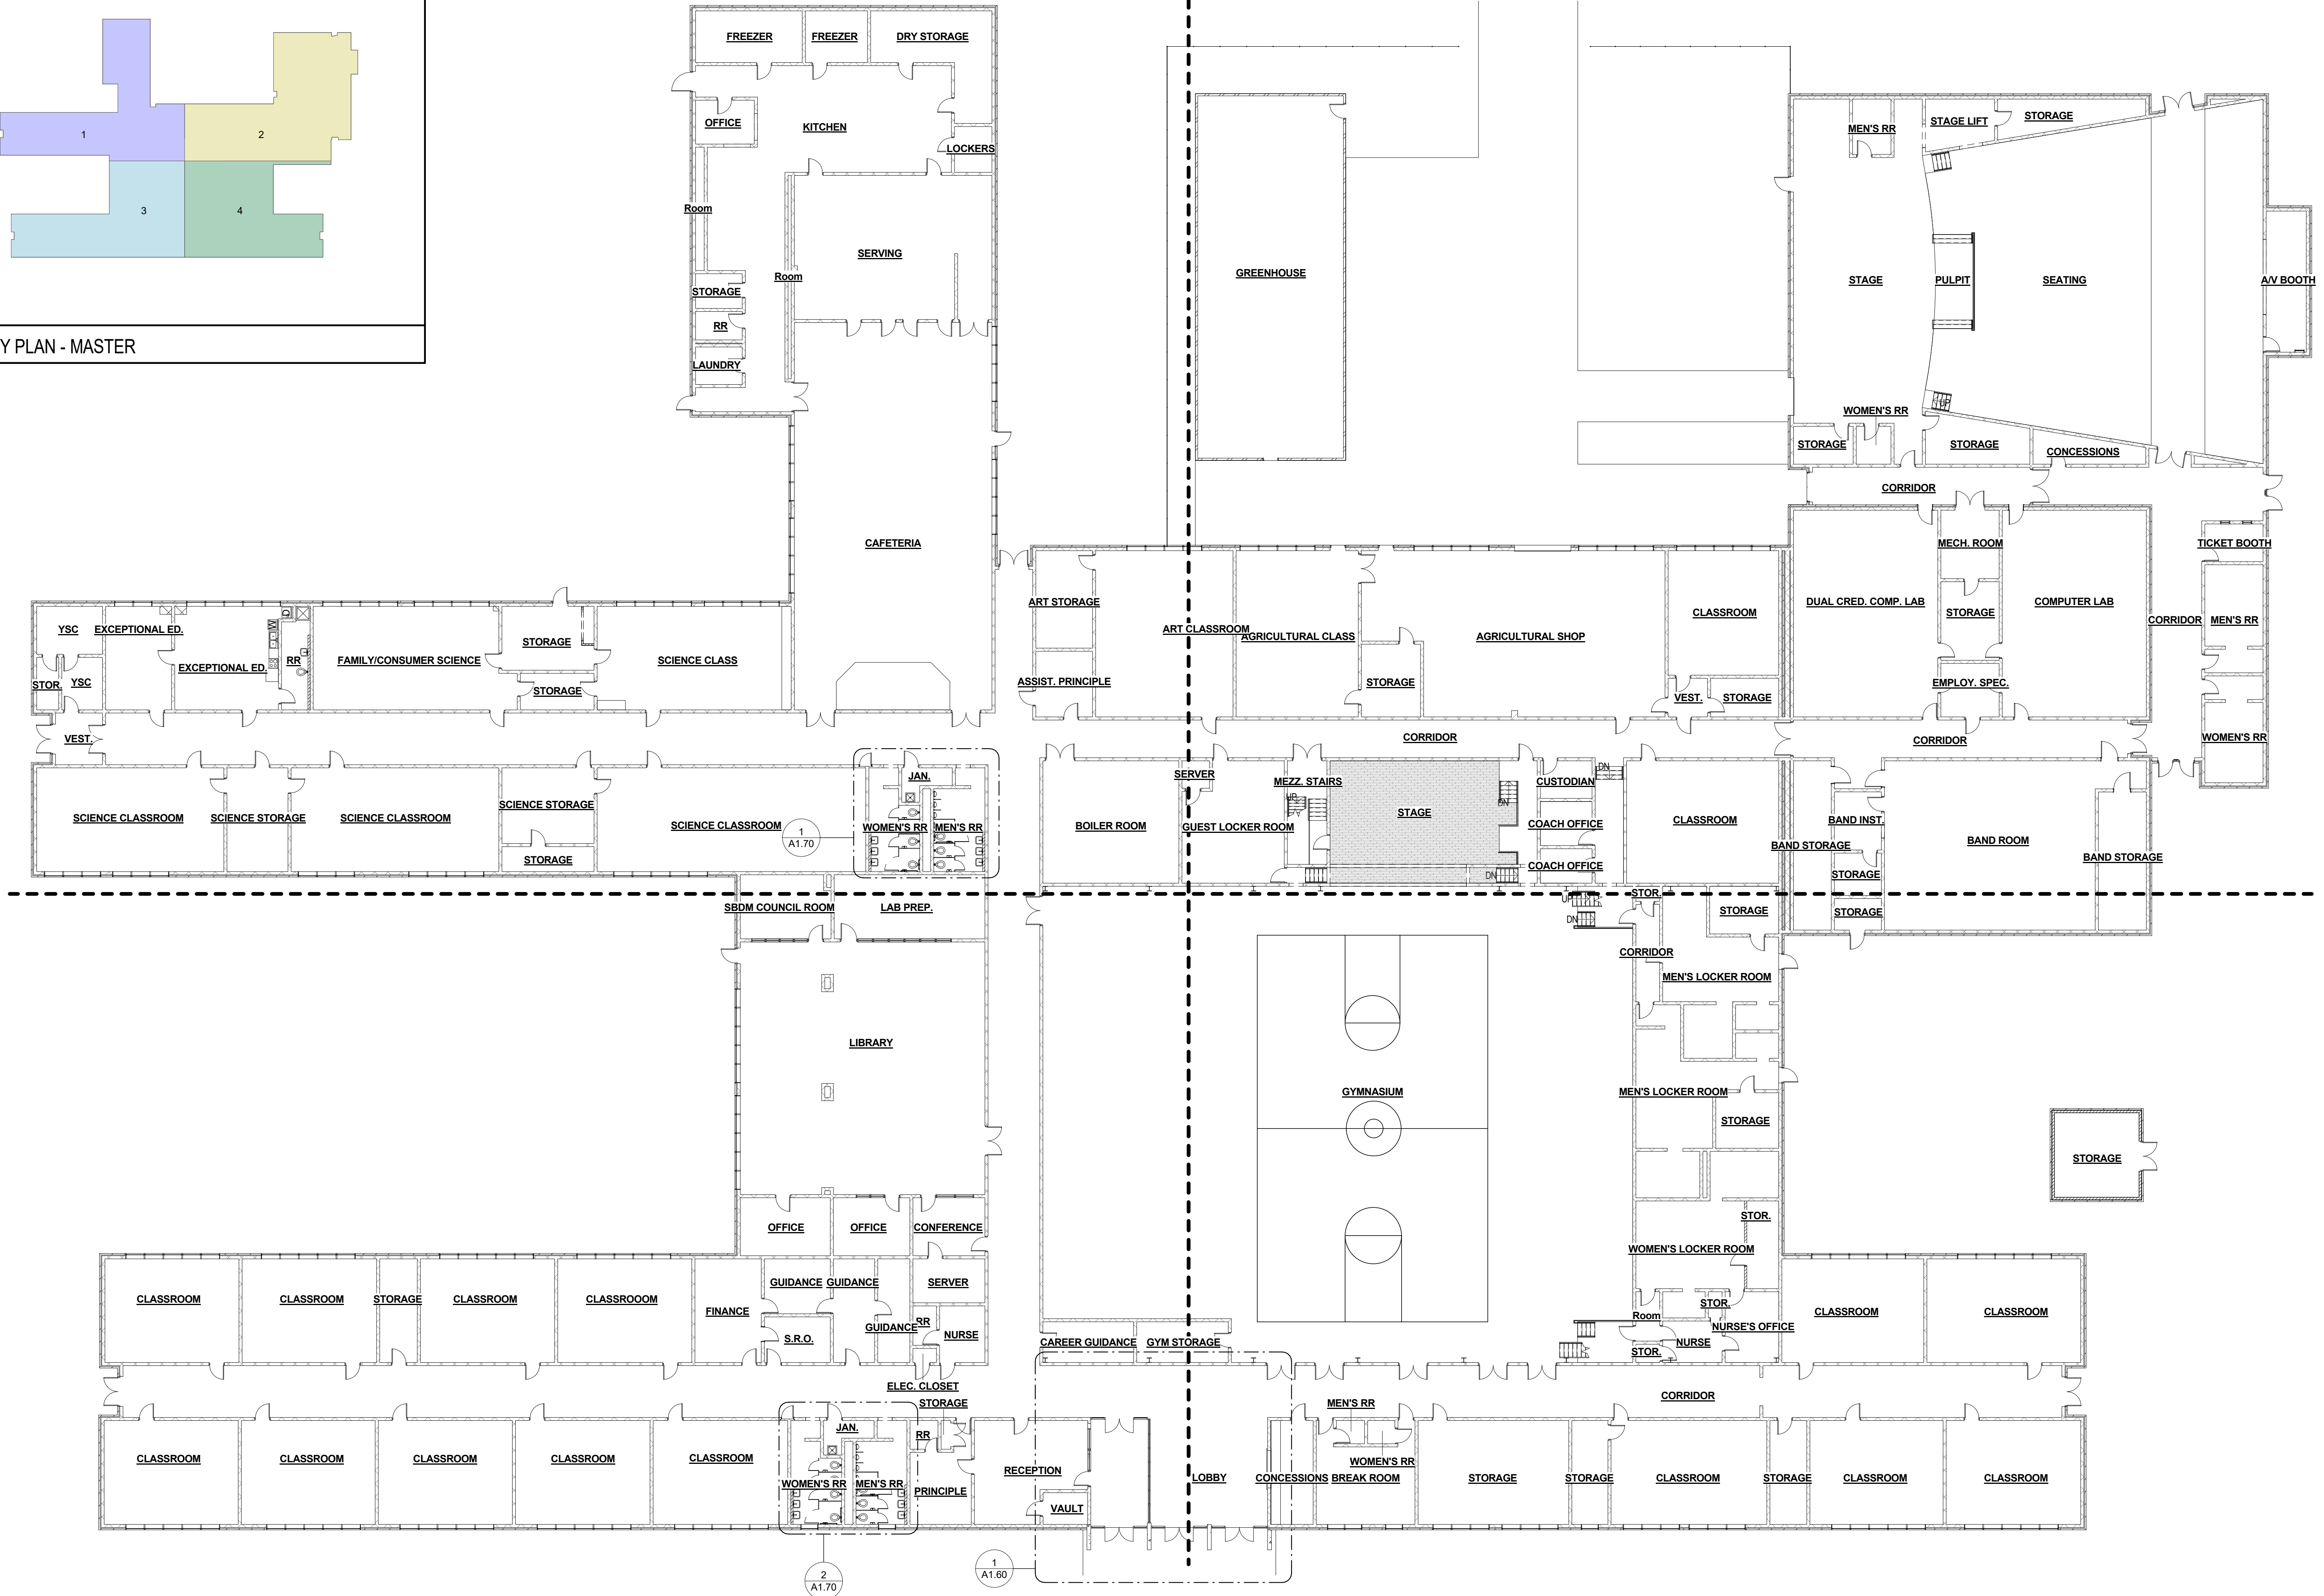 1
2
3
4
Y PLAN - MASTER
FREEZER
FREEZER
DRY STORAGE
OFFICE
KITCHEN
LOCKERS
Room
SERVING
Room
STORAGE
RR
LAUNDRY
CAFETERIA
GREENHOUSE
MEN'S RR
STAGE LIFT
STORAGE
STAGE
PULPIT
SEATING
A/V BOOTH
UP
WOMEN'S RR
STORAGE
STORAGE
CONCESSIONS
CORRIDOR
YSC
EXCEPTIONAL ED.
EXCEPTIONAL ED.
W
D
RR
STOR.
YSC
FAMILY/CONSUMER SCIENCE
STORAGE
STORAGE
SCIENCE CLASS
VEST.
ART STORAGE
ART CLASSROOM
ASSIST. PRINCIPLE
AGRICULTURAL CLASS
STORAGE
AGRICULTURAL SHOP
CLASSROOM
VEST.
STORAGE
DUAL CRED. COMP. LAB
MECH. ROOM
STORAGE
EMPLOY. SPEC.
COMPUTER LAB
CORRIDOR
TICKET BOOTH
MEN'S RR
WOMEN'S RR
CORRIDOR
CORRIDOR
SCIENCE CLASSROOM
SCIENCE STORAGE
SCIENCE CLASSROOM
SCIENCE STORAGE
STORAGE
SCIENCE CLASSROOM
1
A1.70
JAN.
WOMEN'S RR
MEN'S RR
BOILER ROOM
SERVER
GUEST LOCKER ROOM
MEZZ. STAIRS
UP
STAGE
DN
DN
CUSTODIAN
DN
COACH OFFICE
COACH OFFICE
CLASSROOM
BAND STORAGE
BAND INST.
STORAGE
STORAGE
BAND ROOM
BAND STORAGE
SBDM COUNCIL ROOM
LAB PREP.
LIBRARY
UP
DN
STOR.
STORAGE
CORRIDOR
MEN'S LOCKER ROOM
GYMNASIUM
MEN'S LOCKER ROOM
STORAGE
STORAGE
STOR.
WOMEN'S LOCKER ROOM
OFFICE
OFFICE
CONFERENCE
CLASSROOM
CLASSROOM
STORAGE
CLASSROOM
CLASSROOOM
FINANCE
GUIDANCE
GUIDANCE
S.R.O.
GUIDANCE
SERVER
RR
NURSE
CAREER GUIDANCE
GYM STORAGE
Room
STOR.
STOR.
NURSE
NURSE'S OFFICE
CLASSROOM
CLASSROOM
ELEC. CLOSET
STORAGE
CORRIDOR
CLASSROOM
CLASSROOM
CLASSROOM
CLASSROOM
CLASSROOM
JAN.
WOMEN'S RR
MEN'S RR
RR
PRINCIPLE
RECEPTION
VAULT
LOBBY
CONCESSIONS
MEN'S RR
WOMEN'S RR
BREAK ROOM
STORAGE
STORAGE
CLASSROOM
STORAGE
CLASSROOM
CLASSROOM
2
A1.70
1
A1.60